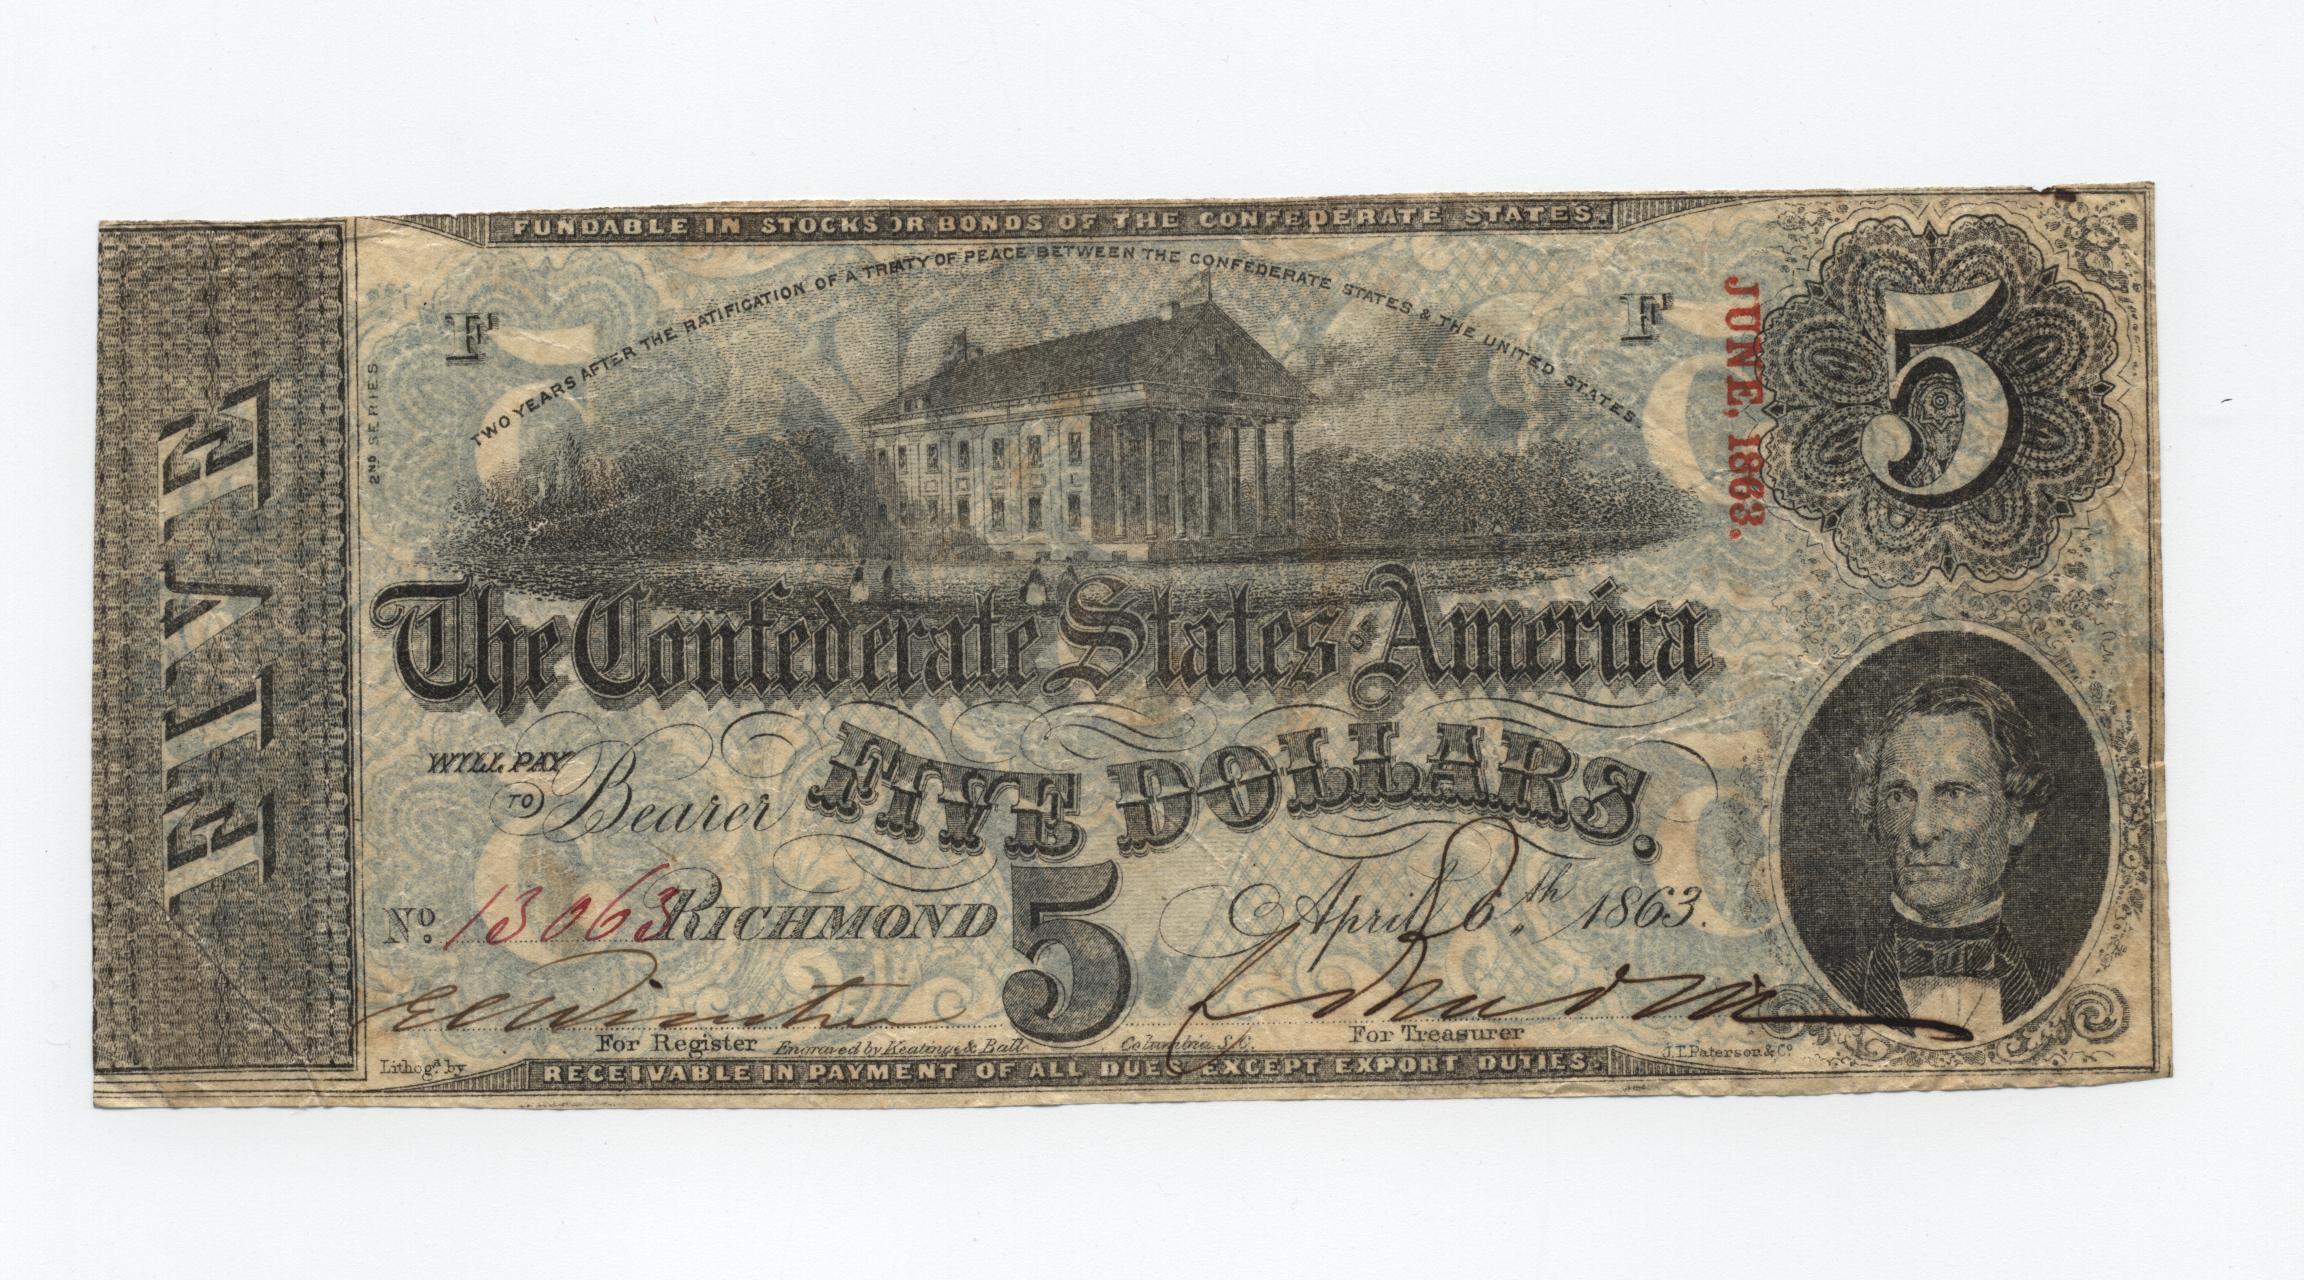 FUNDABLE IN STOCKS OR BONDS OF THE CONFEDERATE STATES.
TWO YEARS AFTER THE RATIFICATION OF A TREATY OF PEACE BETWEEN THE CONFEDERATE STATES & THE UNITED STATES
F
F
5
JUNE, 1863.
2ND SERIES
FIVE
The Confederate States OF America
WILL PAY
TO Bearer FIVE DOLLARS.
No. 13063 RICHMOND 5 April 6th, 1863.
For Register
Engraved by Keatinge & Ball Columbia. S.C.
For Treasurer
Lithog.d by
J.T. Paterson & Co.
RECEIVABLE IN PAYMENT OF ALL DUES EXCEPT EXPORT DUTIES.